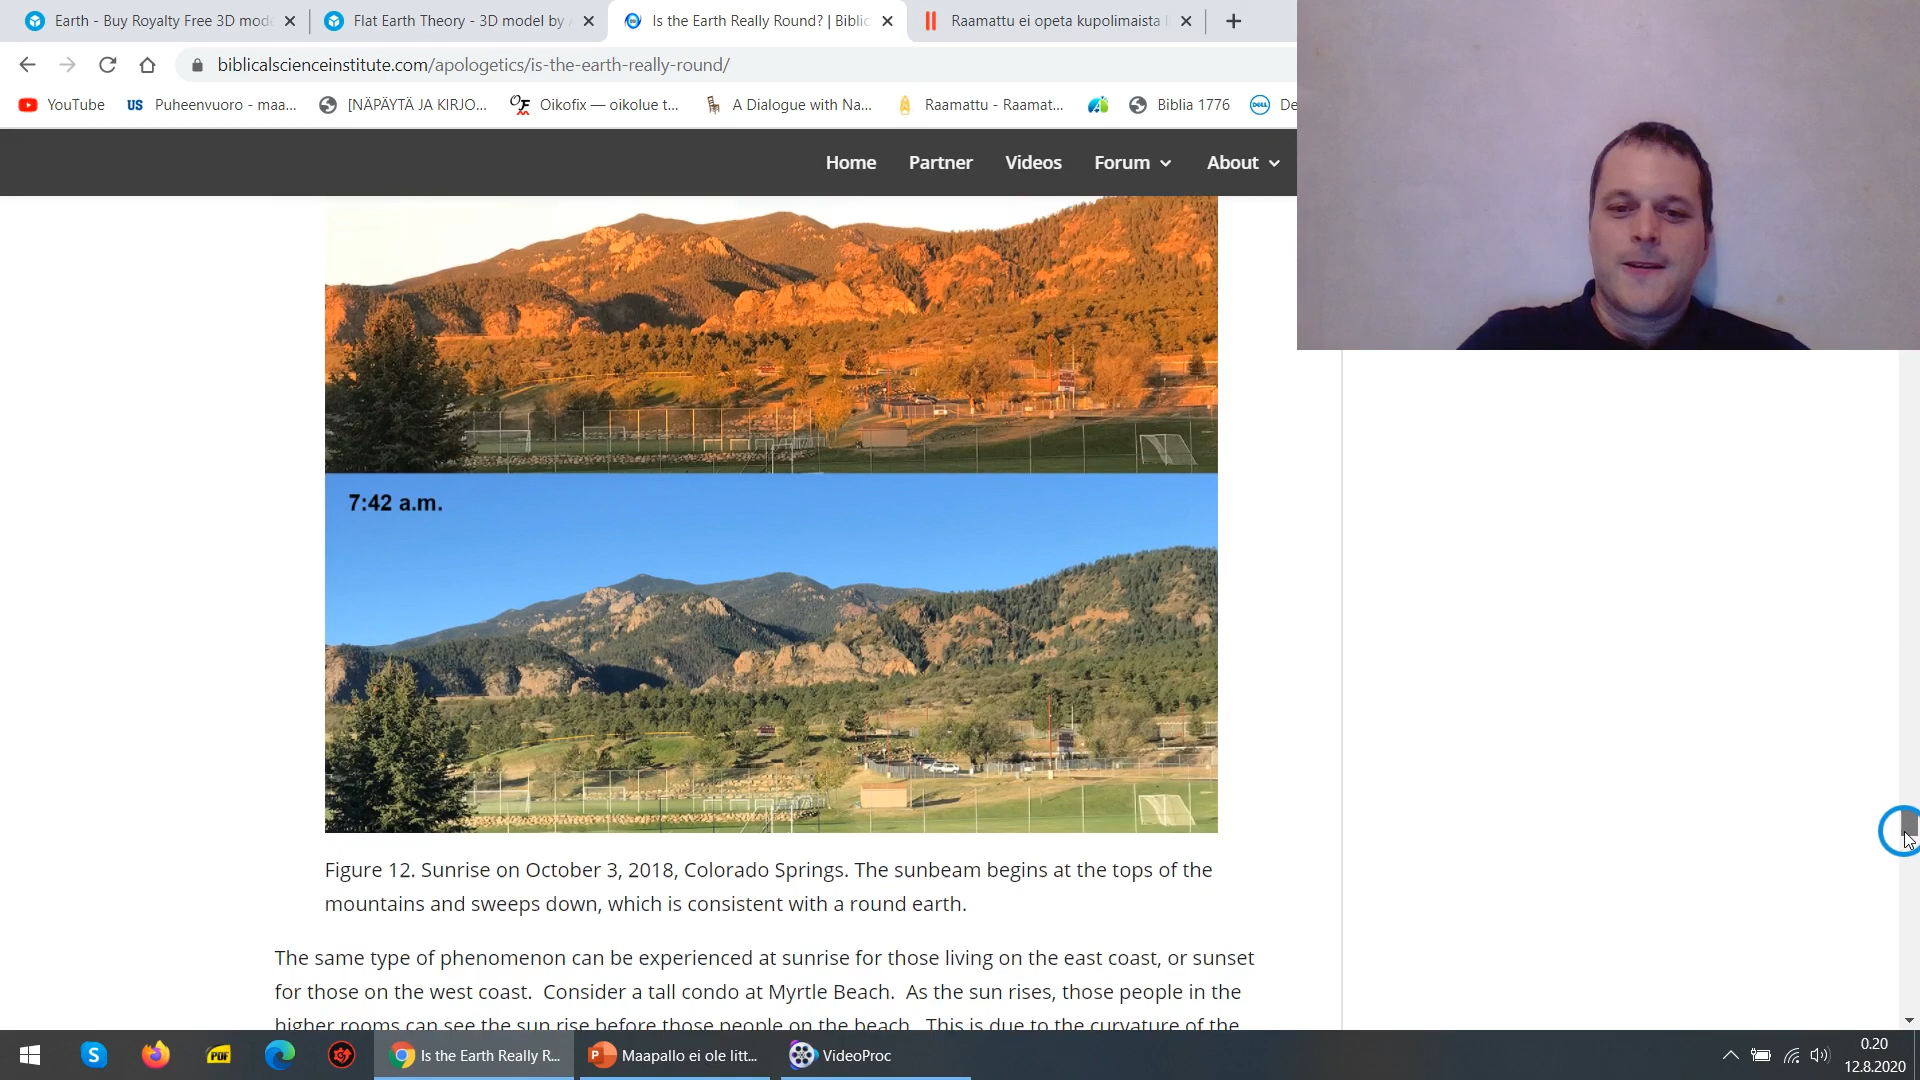 Earth - Buy Royalty Free 3D mod
Flat Earth Theory - 3D model by
Is the Earth Really Round? | Biblic
Raamattu ei opeta kupolimaista
biblicalscienceinstitute.com/apologetics/is-the-earth-really-round/
YouTube
US Puheenvuoro - maa...
[NÄPÄYTÄ JA KIRJO...
OF Oikofix — oikolue t...
A Dialogue with Na...
Raamattu - Raamat...
Biblia 1776
DELL De
Home Partner Videos Forum About
7:42 a.m.
Figure 12. Sunrise on October 3, 2018, Colorado Springs. The sunbeam begins at the tops of the
mountains and sweeps down, which is consistent with a round earth.
The same type of phenomenon can be experienced at sunrise for those living on the east coast, or sunset
for those on the west coast. Consider a tall condo at Myrtle Beach. As the sun rises, those people in the
higher rooms can see the sun rise before those people on the beach. This is due to the curvature of the
PDF
Is the Earth Really R...
Maapallo ei ole litt...
VideoProc
0.20
12.8.2020